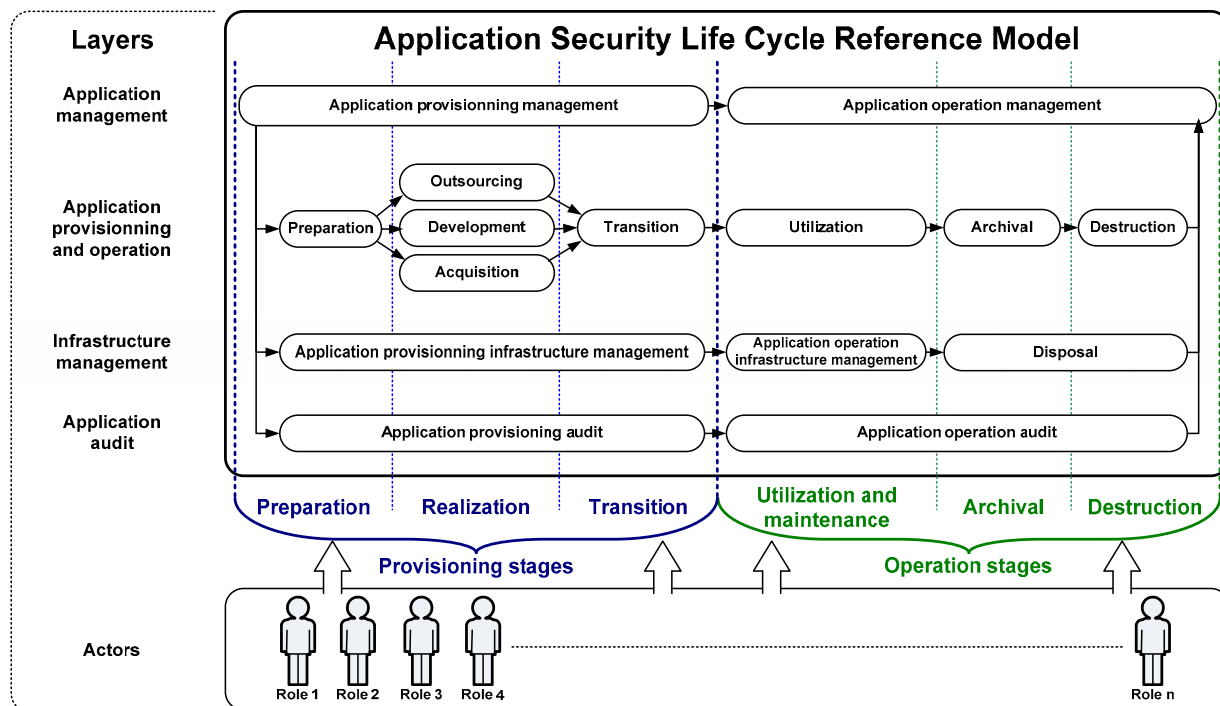 Layers
Application Security Life Cycle Reference Model
Application
management
Application provisionning management
Application operation management
Application
provisionning
and operation
Preparation
Outsourcing
Development
Acquisition
Transition
Utilization
Archival
Destruction
Infrastructure
management
Application provisionning infrastructure management
Application operation
infrastructure management
Disposal
Application
audit
Application provisioning audit
Application operation audit
Preparation
Realization
Transition
Utilization and
maintenance
Archival
Destruction
Provisioning stages
Operation stages
Actors
Role 1
Role 2
Role 3
Role 4
Role n